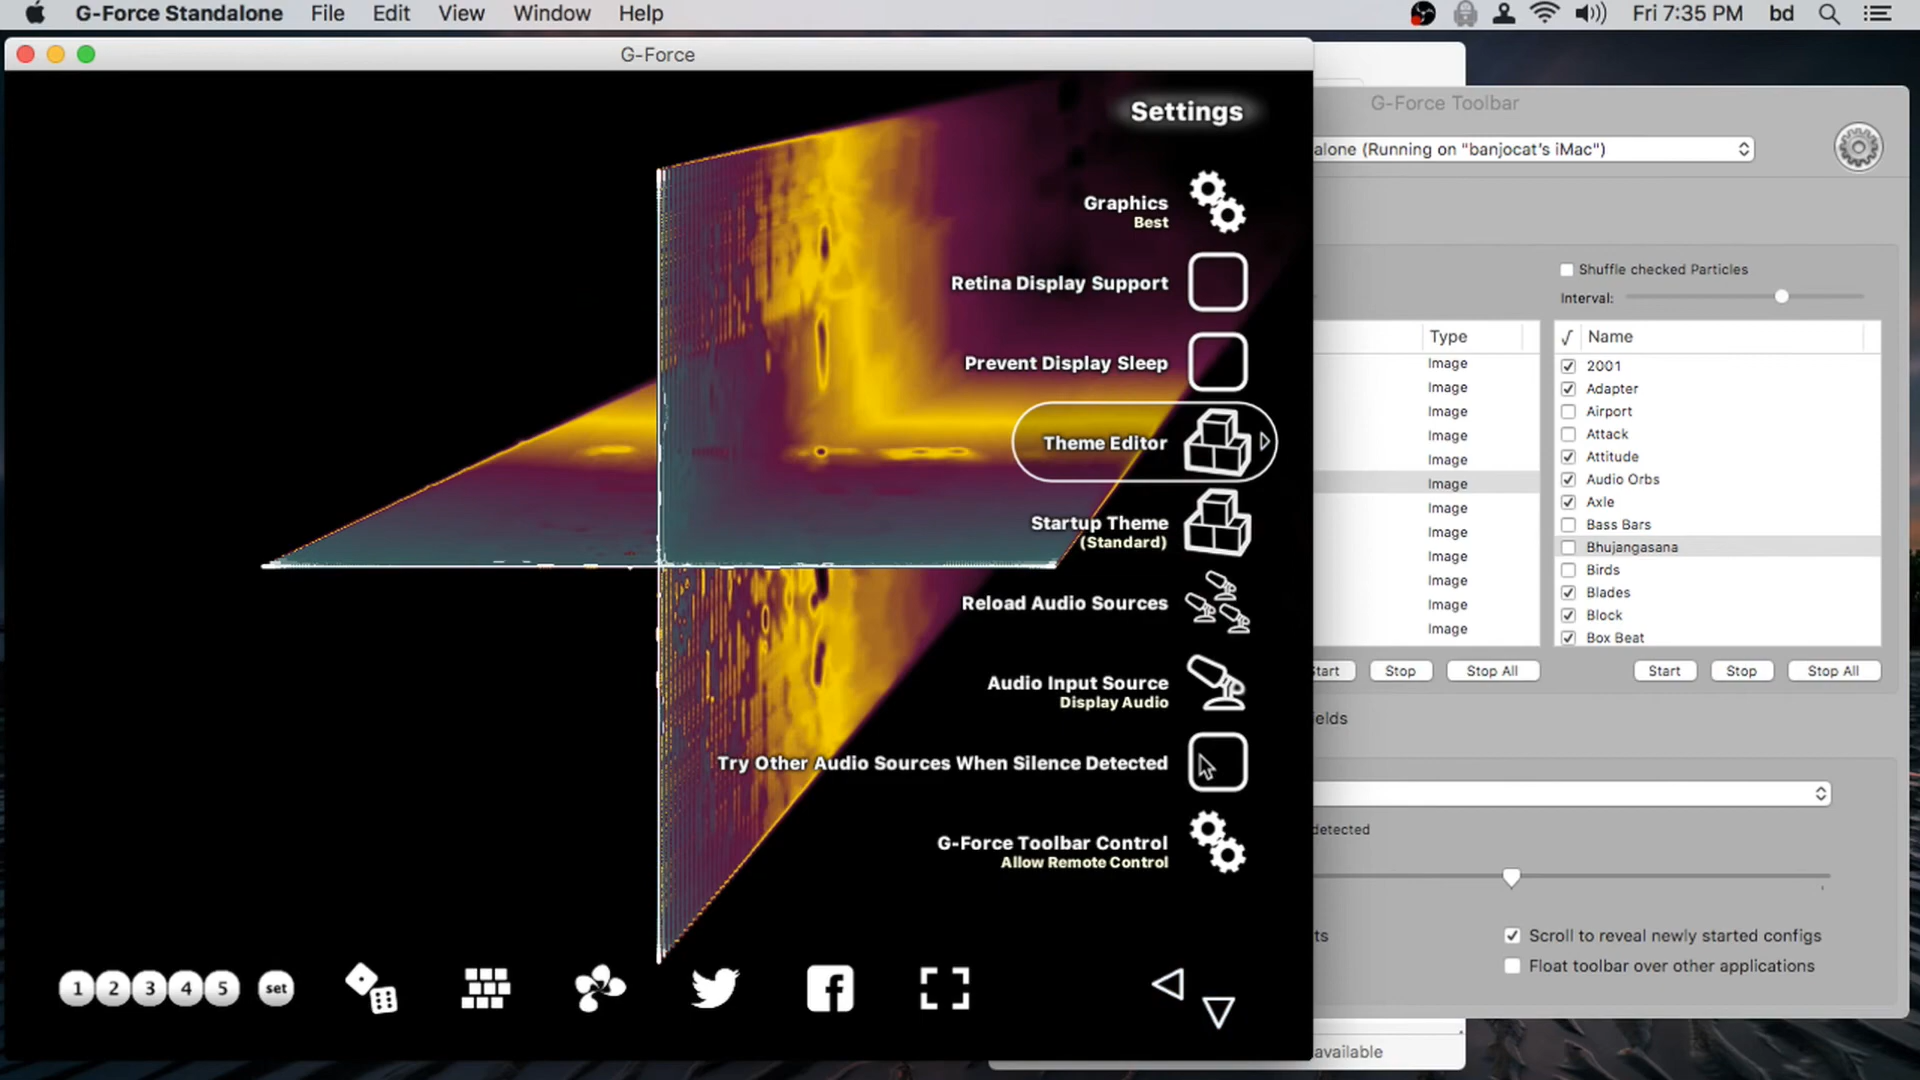 G-Force Standalone File Edit View Window Help Fri 7:35 PM bd
G-Force
Settings
Graphics
Best
Retina Display Support
Prevent Display Sleep
Theme Editor
Startup Theme
(Standard)
Reload Audio Sources
Audio Input Source
Display Audio
Try Other Audio Sources When Silence Detected
G-Force Toolbar Control
Allow Remote Control
1 2 3 4 5 set
G-Force Toolbar
alone (Running on "banjocat's iMac")
Shuffle checked Particles
Interval:
Type
Image
Image
Image
Image
Image
Image
Image
Image
Image
Image
Image
Image
Name
2001
Adapter
Airport
Attack
Attitude
Audio Orbs
Axle
Bass Bars
Bhujangasana
Birds
Blades
Block
Box Beat
tart Stop Stop All
Start Stop Stop All
ields
detected
ts
Scroll to reveal newly started configs
Float toolbar over other applications
available